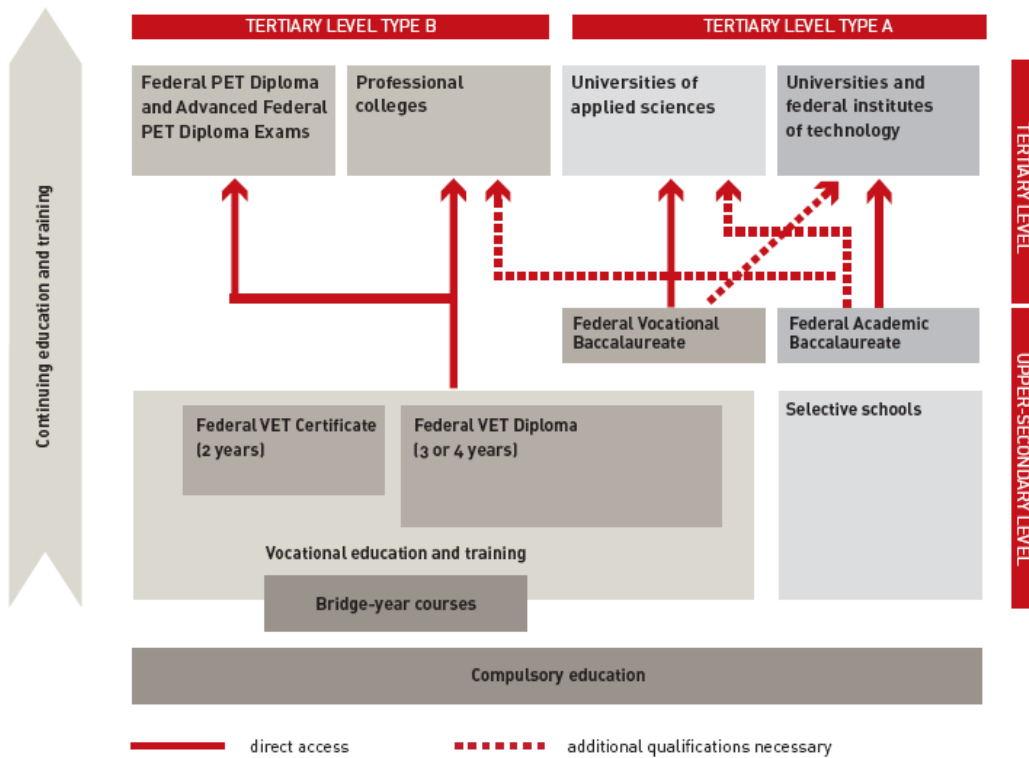 TERTIARY LEVEL TYPE B
TERTIARY LEVEL TYPE A
Federal PET Diploma
and Advanced Federal
PET Diploma Exams
Professional
colleges
Universities of
applied sciences
Universities and
federal institutes
of technology
TERTIARY LEVEL
Continuing education and training
Federal Vocational
Baccalaureate
Federal Academic
Baccalaureate
UPPER-SECONDARY LEVEL
Federal VET Certificate
(2 years)
Federal VET Diploma
(3 or 4 years)
Selective schools
Vocational education and training
Bridge-year courses
Compulsory education
direct access
additional qualifications necessary